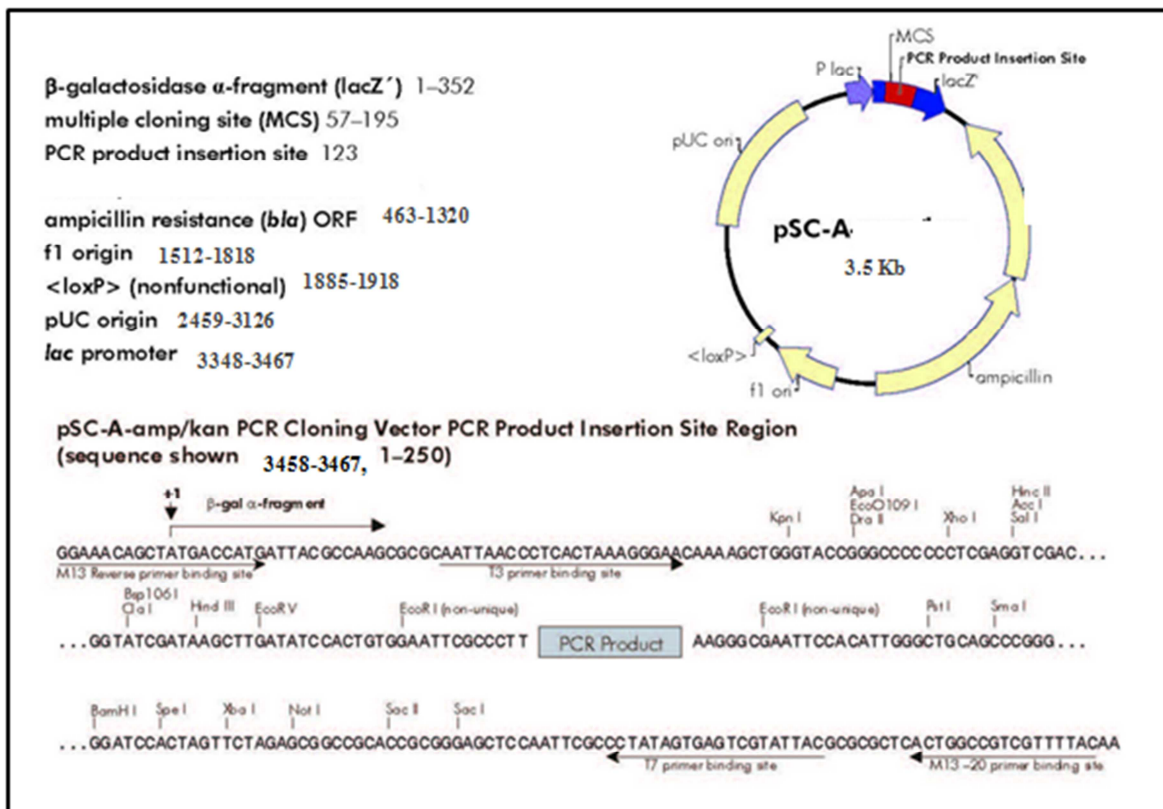 β-galactosidase α-fragment (lacZ´) 1–352
multiple cloning site (MCS) 57–195
PCR product insertion site 123
ampicillin resistance (bla) ORF 463-1320
f1 origin 1512-1818
<loxP> (nonfunctional) 1885-1918
pUC origin 2459-3126
lac promoter 3348-3467
MCS
PCR Product Insertion Site
P lac
lacZ'
pUC ori
pSC-A
3.5 Kb
<loxP>
f1 ori
ampicillin
pSC-A-amp/kan PCR Cloning Vector PCR Product Insertion Site Region
(sequence shown 3458-3467, 1–250)
+1
β-gal α-fragment
Kpn I
Apa I
EcoO109 I
Dra II
Xho I
Hinc II
Acc I
Sal I
GGAAACAGCTATGACCATGATTACGCCAAGCGCGCAATTAACCCTCACTAAAGGGAACAAAAGCTGGGTACCGGGCCCCCCCTCGAGGTCGAC...
M13 Reverse primer binding site
T3 primer binding site
Bsp106 I
Cla I
Hind III
EcoRV
EcoR I (non-unique)
EcoR I (non-unique)
Pst I
Sma I
...GGTATCGATAAGCTTGATATCCACTGTGGAATTCGCCCTT
PCR Product
AAGGGCGAATTCCACATTGGGCTGCAGCCCGGG...
BamH I
Spe I
Xba I
Not I
Sac II
Sac I
...GGATCCACTAGTTCTAGAGCGGCCGCACCGCGGGAGCTCCAATTCGCCCTATAGTGAGTCGTATTACGCGCGCTCACTGGCCGTCGTTTTACAA
T7 primer binding site
M13 –20 primer binding site